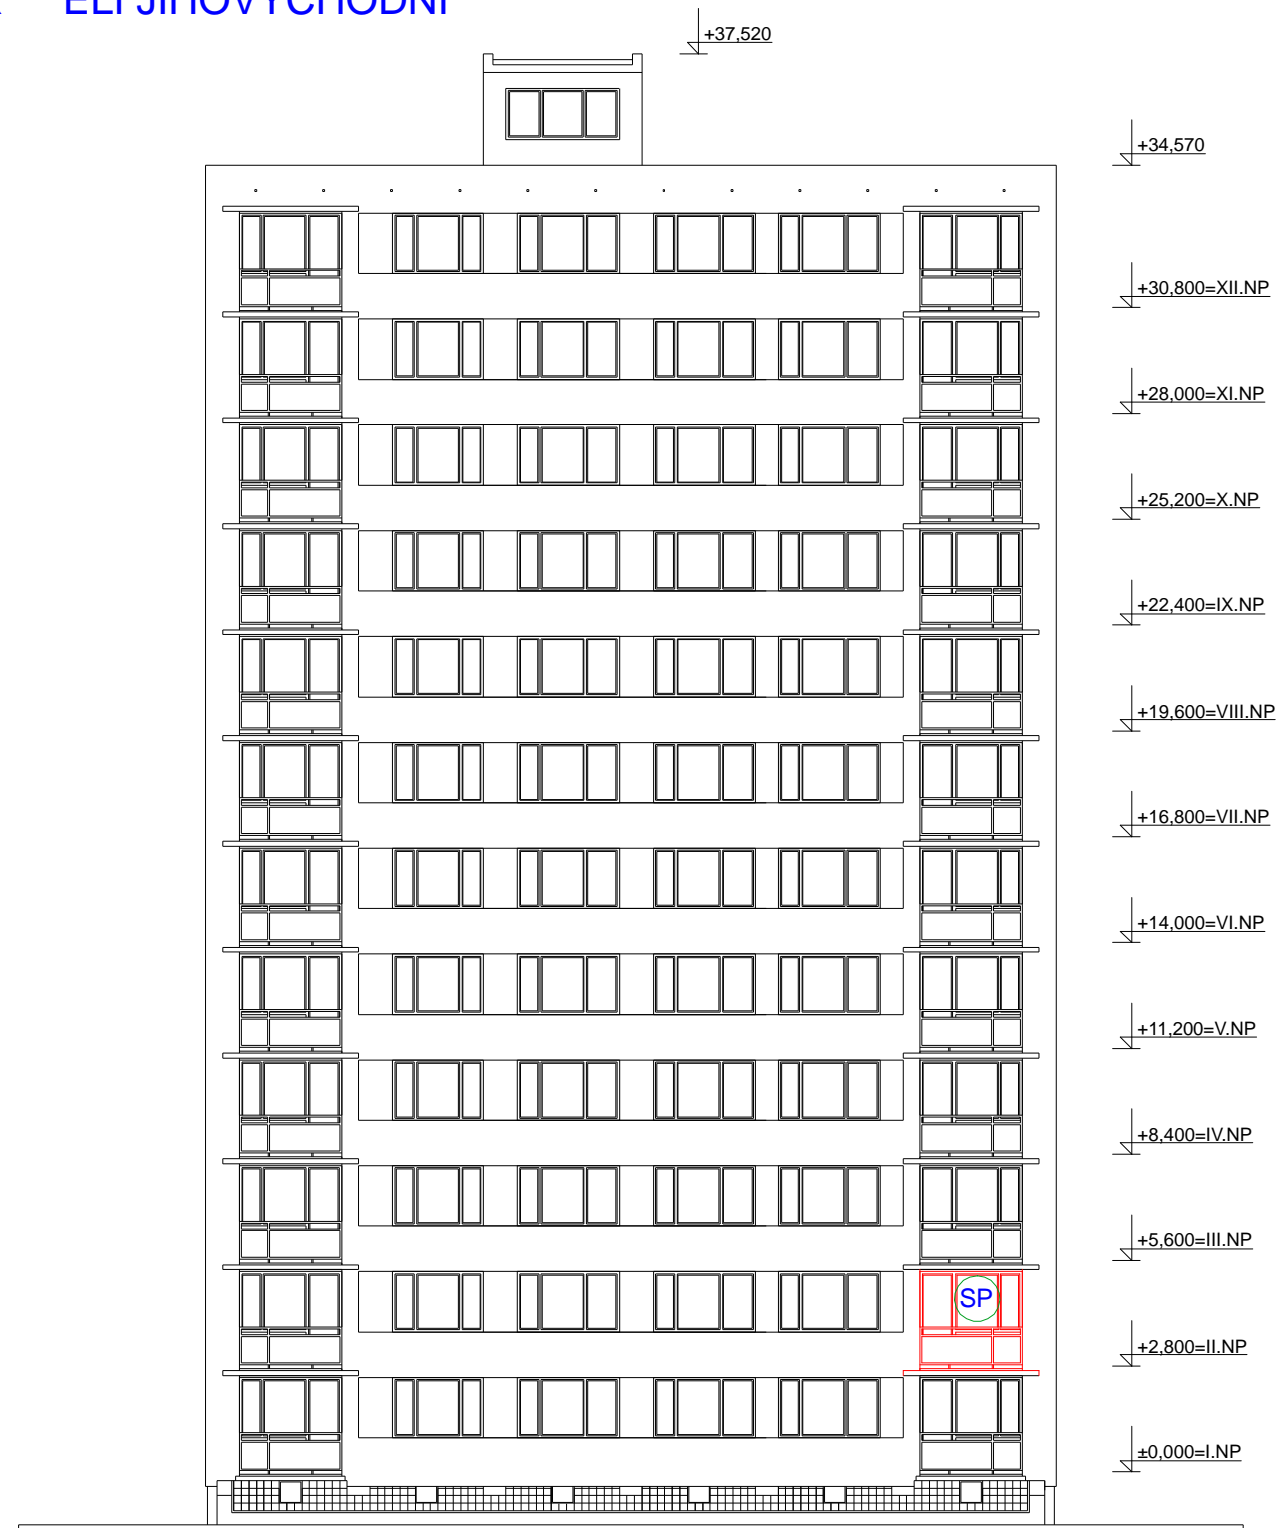 JIHOVÝCHODNÍ
+37,520
+34,570
+30,800=XII.NP
+28,000=XI.NP
+25,200=X.NP
+22,400=IX.NP
+19,600=VIII.NP
+16,800=VII.NP
+14,000=VI.NP
+11,200=V.NP
+8,400=IV.NP
+5,600=III.NP
SP
+2,800=II.NP
±0,000=I.NP